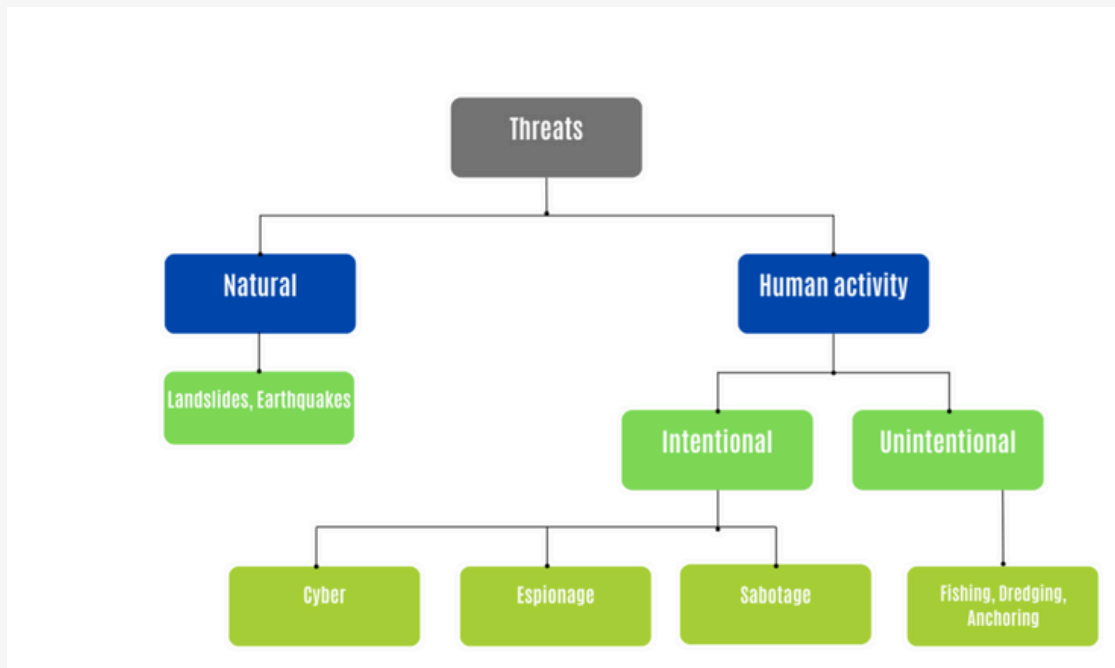 Threats
Natural
Human activity
Landslides, Earthquakes
Intentional
Unintentional
Cyber
Espionage
Sabotage
Fishing, Dredging,
Anchoring